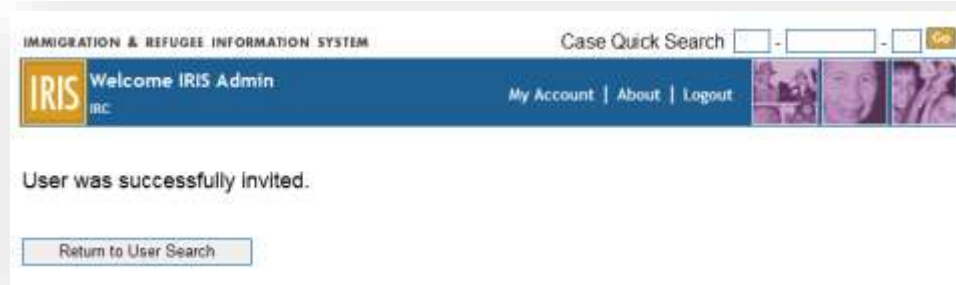 IMMIGRATION & REFUGEE INFORMATION SYSTEM
Case Quick Search - - Go
IRIS
Welcome IRIS Admin
IRC
My Account | About | Logout
User was successfully invited.
Return to User Search